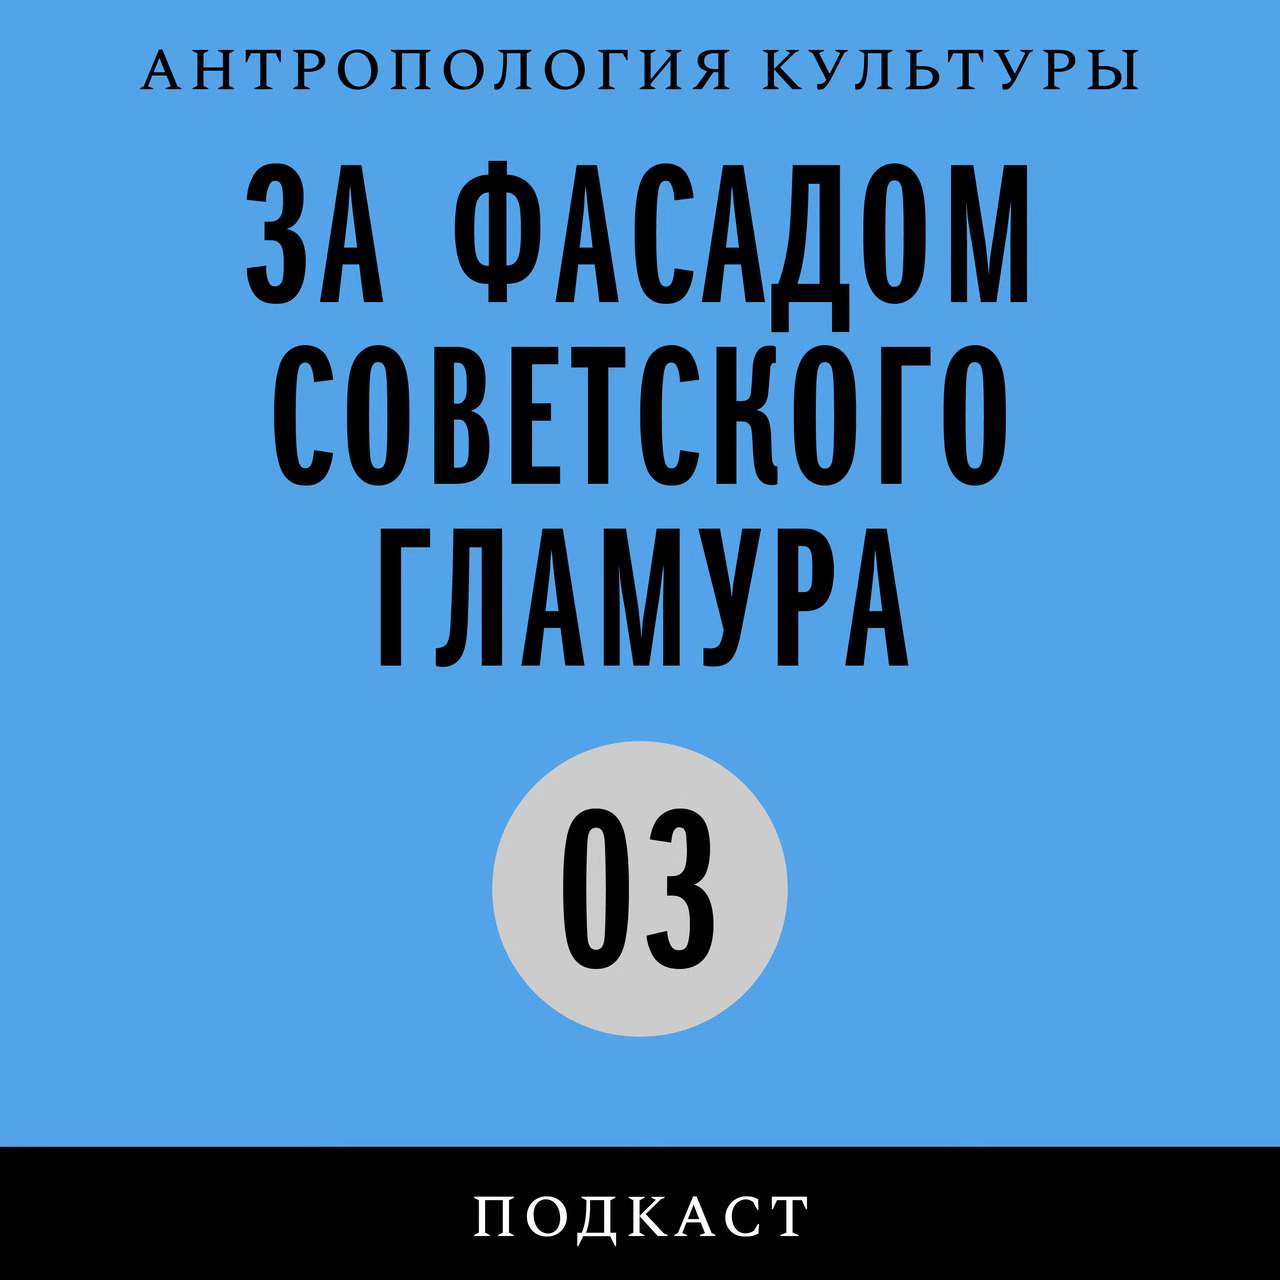 АНТРОПОЛОГИЯ КУЛЬТУРЫ
ЗА ФАСАДОМ
СОВЕТСКОГО
ГЛАМУРА
03
ПОДКАСТ